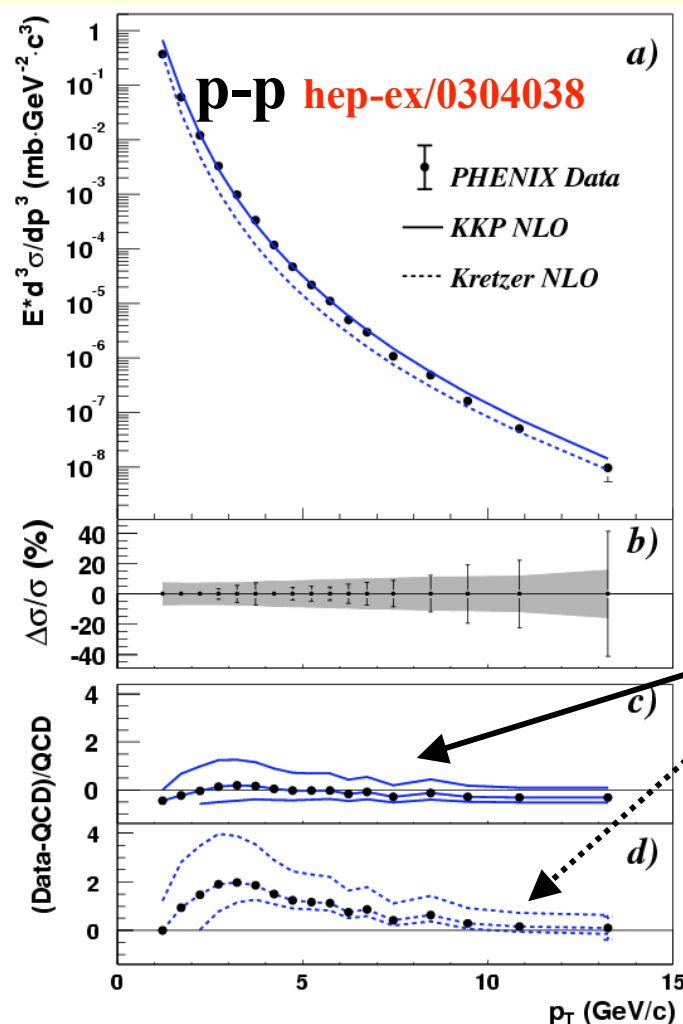 1
10⁻¹
10⁻²
10⁻³
10⁻⁴
10⁻⁵
10⁻⁶
10⁻⁷
10⁻⁸
E*d³σ/dp³ (mb·GeV⁻²·c³)
a)
p-p hep-ex/0304038
PHENIX Data
KKP NLO
Kretzer NLO
Δσ/σ (%)
40
20
0
-20
-40
b)
(Data-QCD)/QCD
4
2
0
c)
4
2
0
d)
0 5 10 15
p_T (GeV/c)